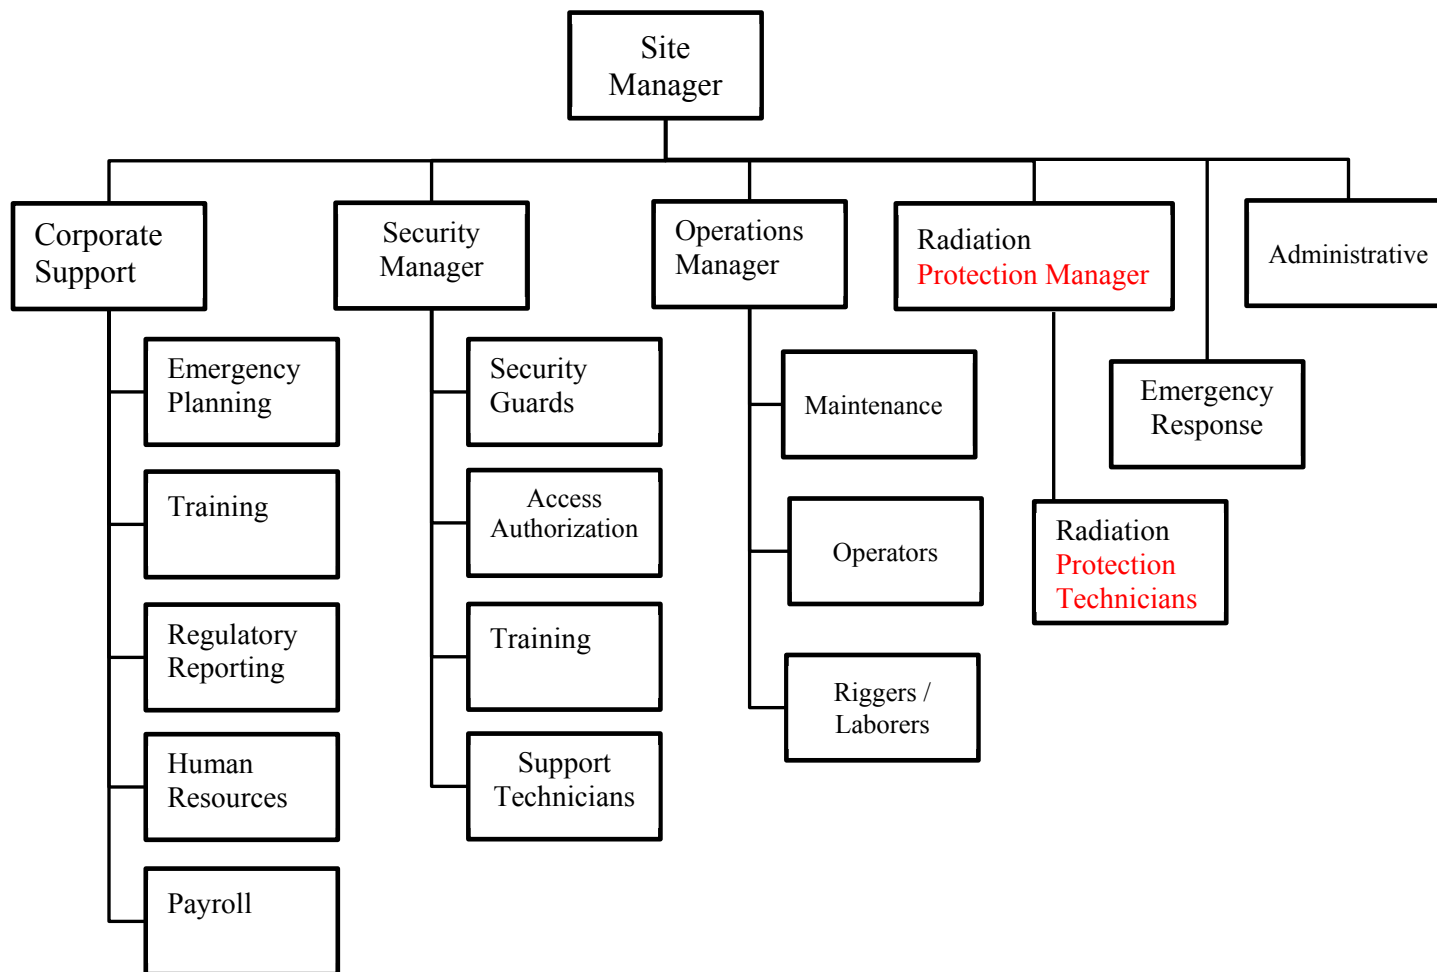 Site
Manager
Corporate
Support
Security
Manager
Operations
Manager
Radiation
Protection Manager
Administrative
Emergency
Planning
Training
Regulatory
Reporting
Human
Resources
Payroll
Security
Guards
Access
Authorization
Training
Support
Technicians
Maintenance
Operators
Riggers /
Laborers
Radiation
Protection
Technicians
Emergency
Response